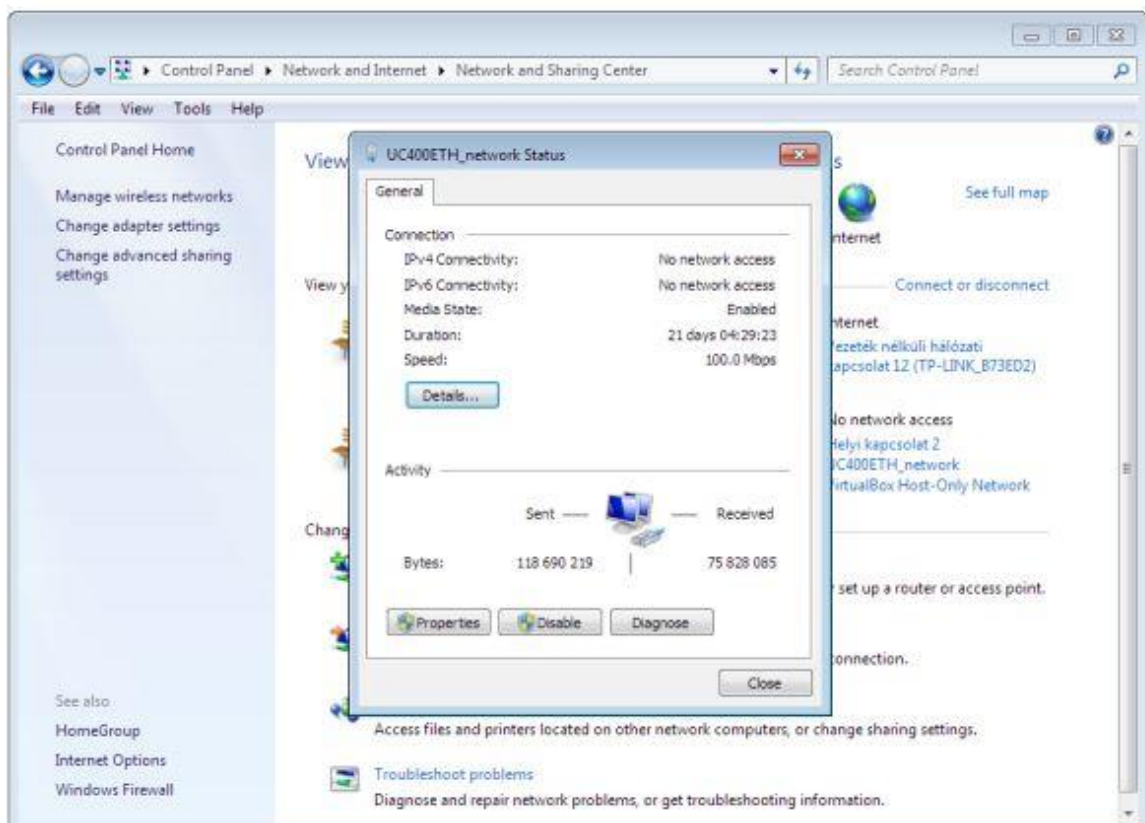 Control Panel ▸ Network and Internet ▸ Network and Sharing Center
Search Control Panel
File Edit View Tools Help
Control Panel Home
Manage wireless networks
Change adapter settings
Change advanced sharing
settings
See also
HomeGroup
Internet Options
Windows Firewall
View
s
See full map
nternet
View y
Connect or disconnect
nternet
ezeték nélküli hálózati
apcsolat 12 (TP-LINK_B73ED2)
No network access
Helyi kapcsolat 2
UC400ETH_network
VirtualBox Host-Only Network
Chang
set up a router or access point.
onnection.
Access files and printers located on other network computers, or change sharing settings.
Troubleshoot problems
Diagnose and repair network problems, or get troubleshooting information.
UC400ETH_network Status
General
Connection
IPv4 Connectivity: No network access
IPv6 Connectivity: No network access
Media State: Enabled
Duration: 21 days 04:29:23
Speed: 100.0 Mbps
Details...
Activity
Sent — — Received
Bytes: 118 690 219 | 75 828 085
Properties Disable Diagnose
Close